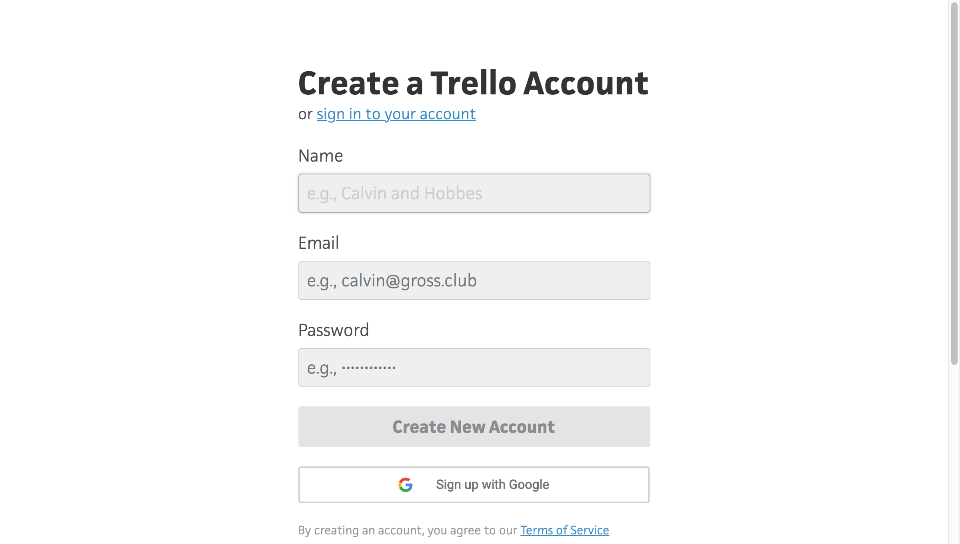 Create a Trello Account
or sign in to your account
Name
e.g., Calvin and Hobbes
Email
e.g., calvin@gross.club
Password
e.g., ············
Create New Account
Sign up with Google
By creating an account, you agree to our Terms of Service